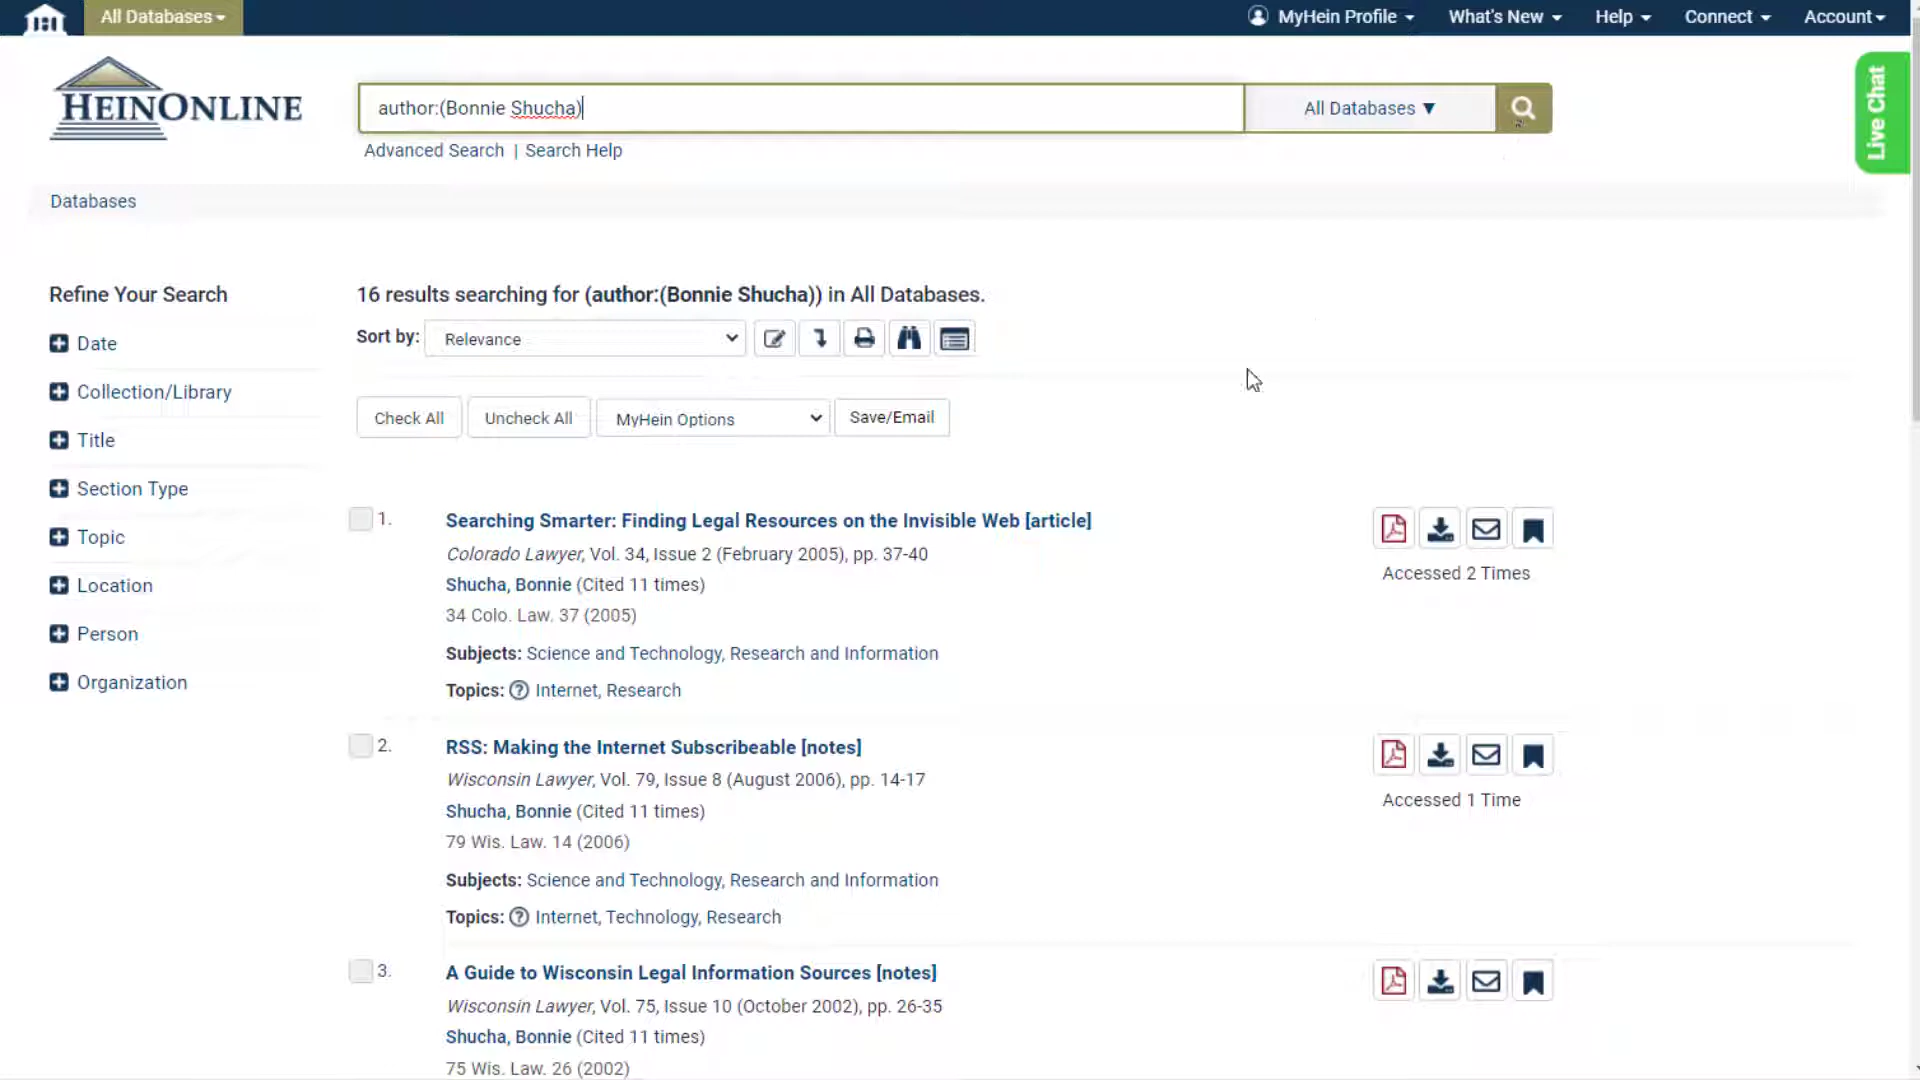 All Databases
MyHein Profile What's New Help Connect Account
HEINONLINE
author:(Bonnie Shucha)
All Databases ▼
Live Chat
Advanced Search | Search Help
Databases
Refine Your Search
Date
Collection/Library
Title
Section Type
Topic
Location
Person
Organization
16 results searching for (author:(Bonnie Shucha)) in All Databases.
Sort by: Relevance
Check All Uncheck All MyHein Options Save/Email
1. Searching Smarter: Finding Legal Resources on the Invisible Web [article]
Colorado Lawyer, Vol. 34, Issue 2 (February 2005), pp. 37-40
Shucha, Bonnie (Cited 11 times)
34 Colo. Law. 37 (2005)
Subjects: Science and Technology, Research and Information
Topics: ? Internet, Research
Accessed 2 Times
2. RSS: Making the Internet Subscribeable [notes]
Wisconsin Lawyer, Vol. 79, Issue 8 (August 2006), pp. 14-17
Shucha, Bonnie (Cited 11 times)
79 Wis. Law. 14 (2006)
Subjects: Science and Technology, Research and Information
Topics: ? Internet, Technology, Research
Accessed 1 Time
3. A Guide to Wisconsin Legal Information Sources [notes]
Wisconsin Lawyer, Vol. 75, Issue 10 (October 2002), pp. 26-35
Shucha, Bonnie (Cited 11 times)
75 Wis. Law. 26 (2002)